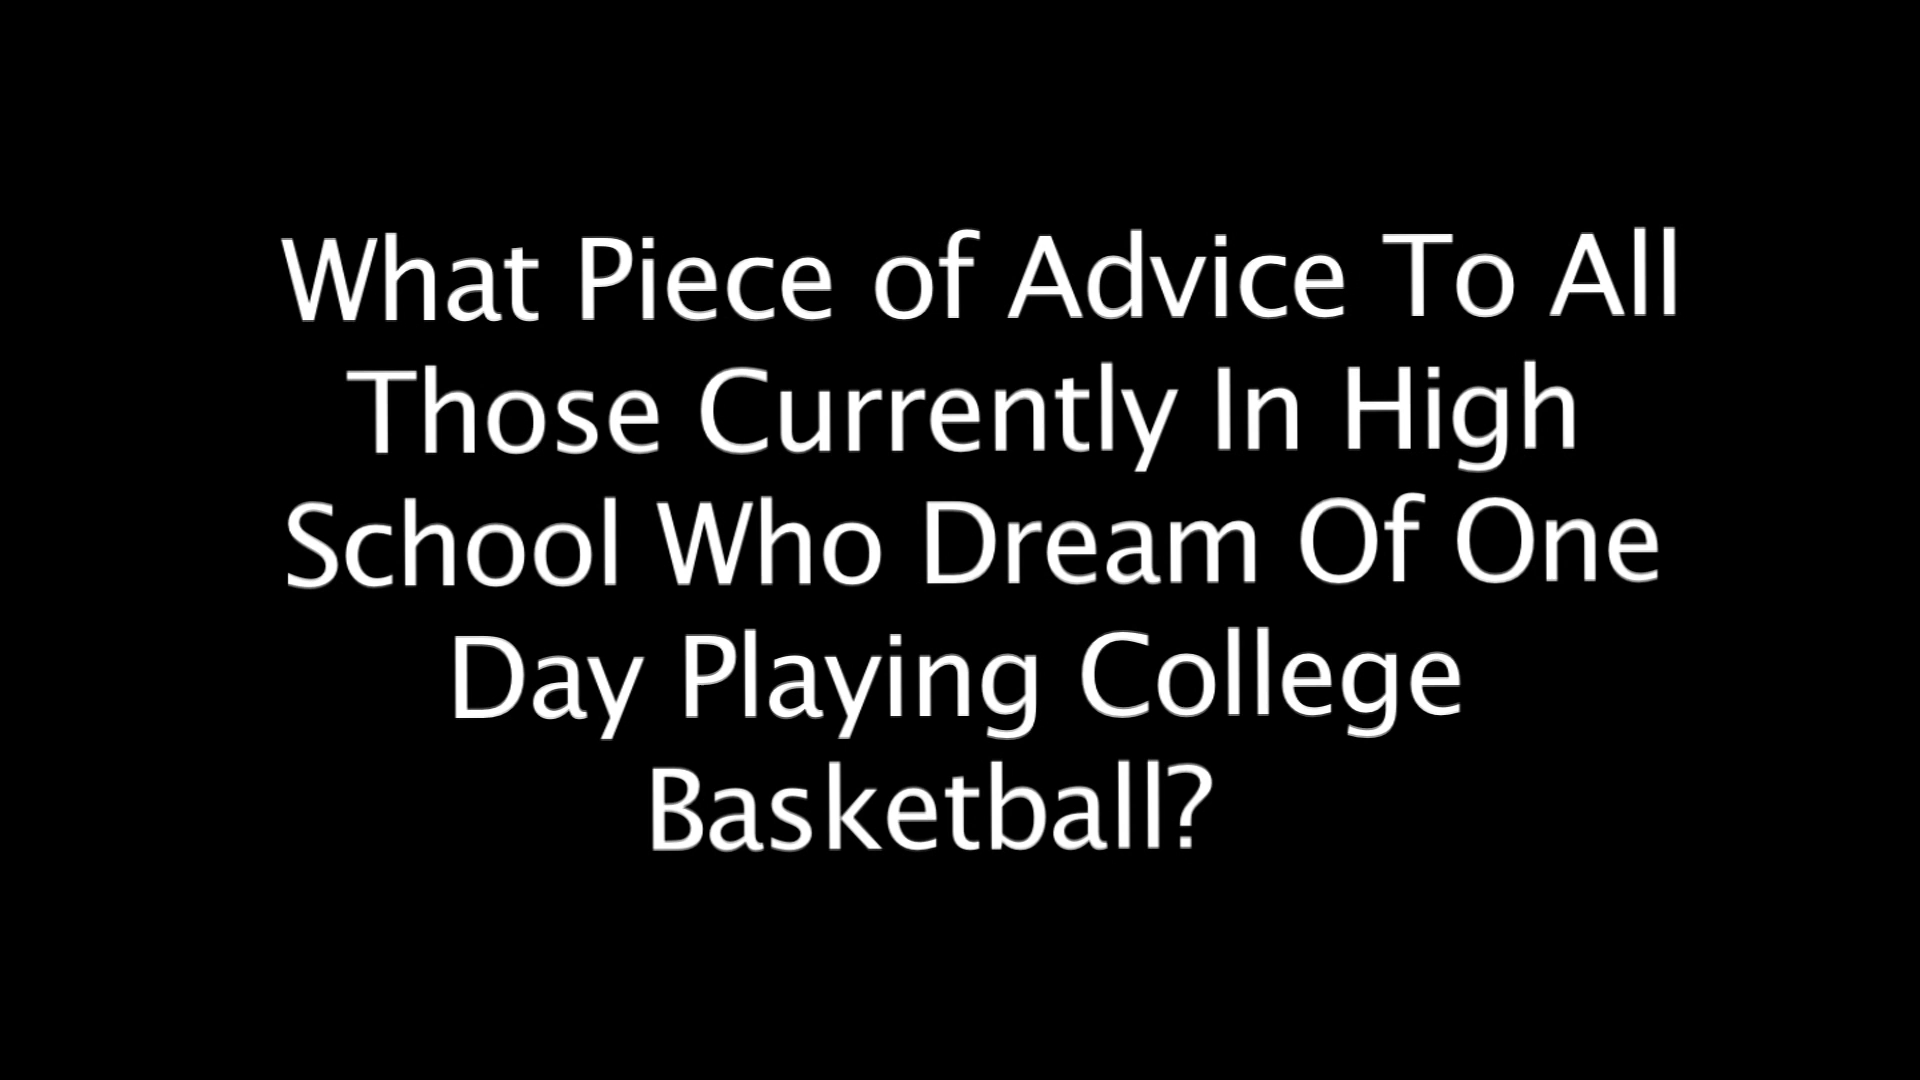 What Piece of Advice To All
Those Currently In High
School Who Dream Of One
Day Playing College
Basketball?